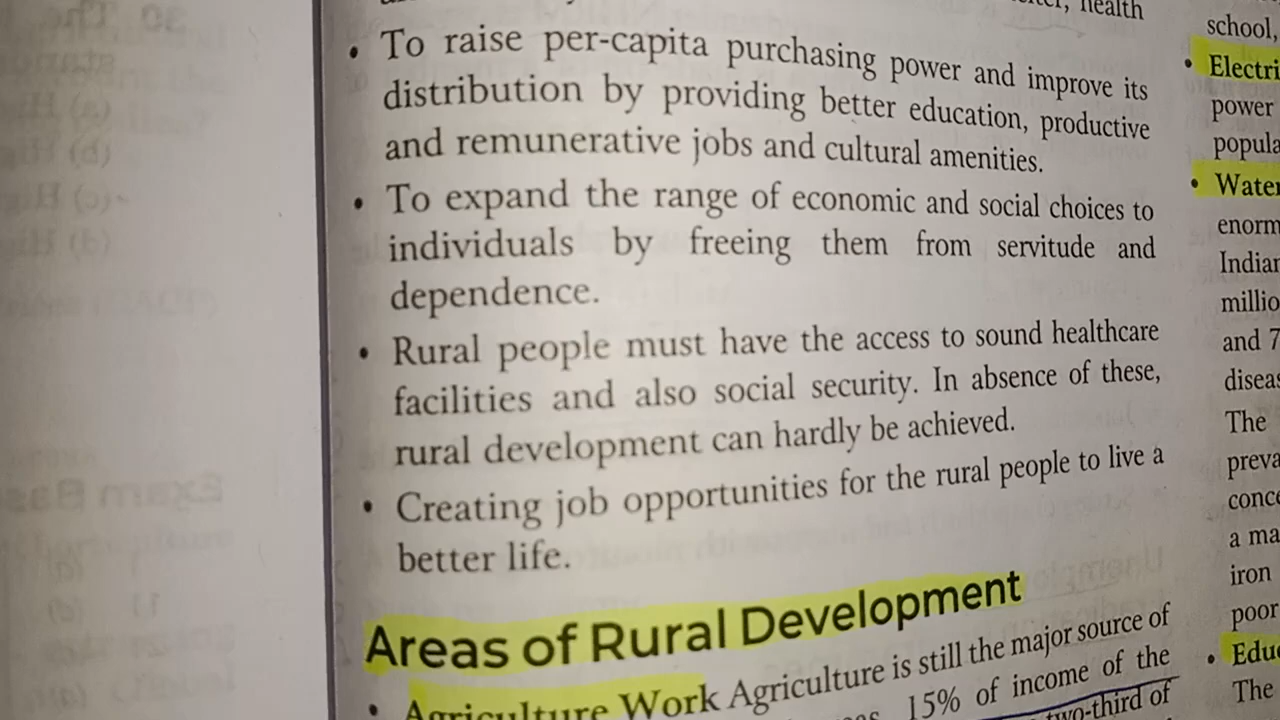 health
• To raise per-capita purchasing power and improve its
distribution by providing better education, productive
and remunerative jobs and cultural amenities.
• To expand the range of economic and social choices to
individuals by freeing them from servitude and
dependence.
• Rural people must have the access to sound healthcare
facilities and also social security. In absence of these,
rural development can hardly be achieved.
• Creating job opportunities for the rural people to live a
better life.
Areas of Rural Development
• Agriculture Work Agriculture is still the major source of
15% of income of the
two-third of
school,
• Electri
power
popula
• Water
enorm
Indian
millio
and 7
diseas
The
preva
conce
a ma
iron
poor
• Educ
The